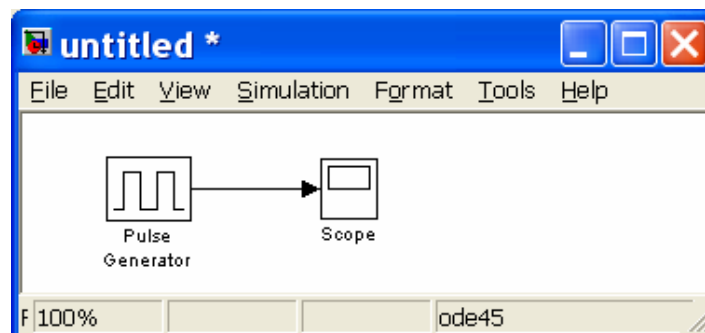 untitled *
File Edit View Simulation Format Tools Help
Pulse
Generator
Scope
F 100% ode45